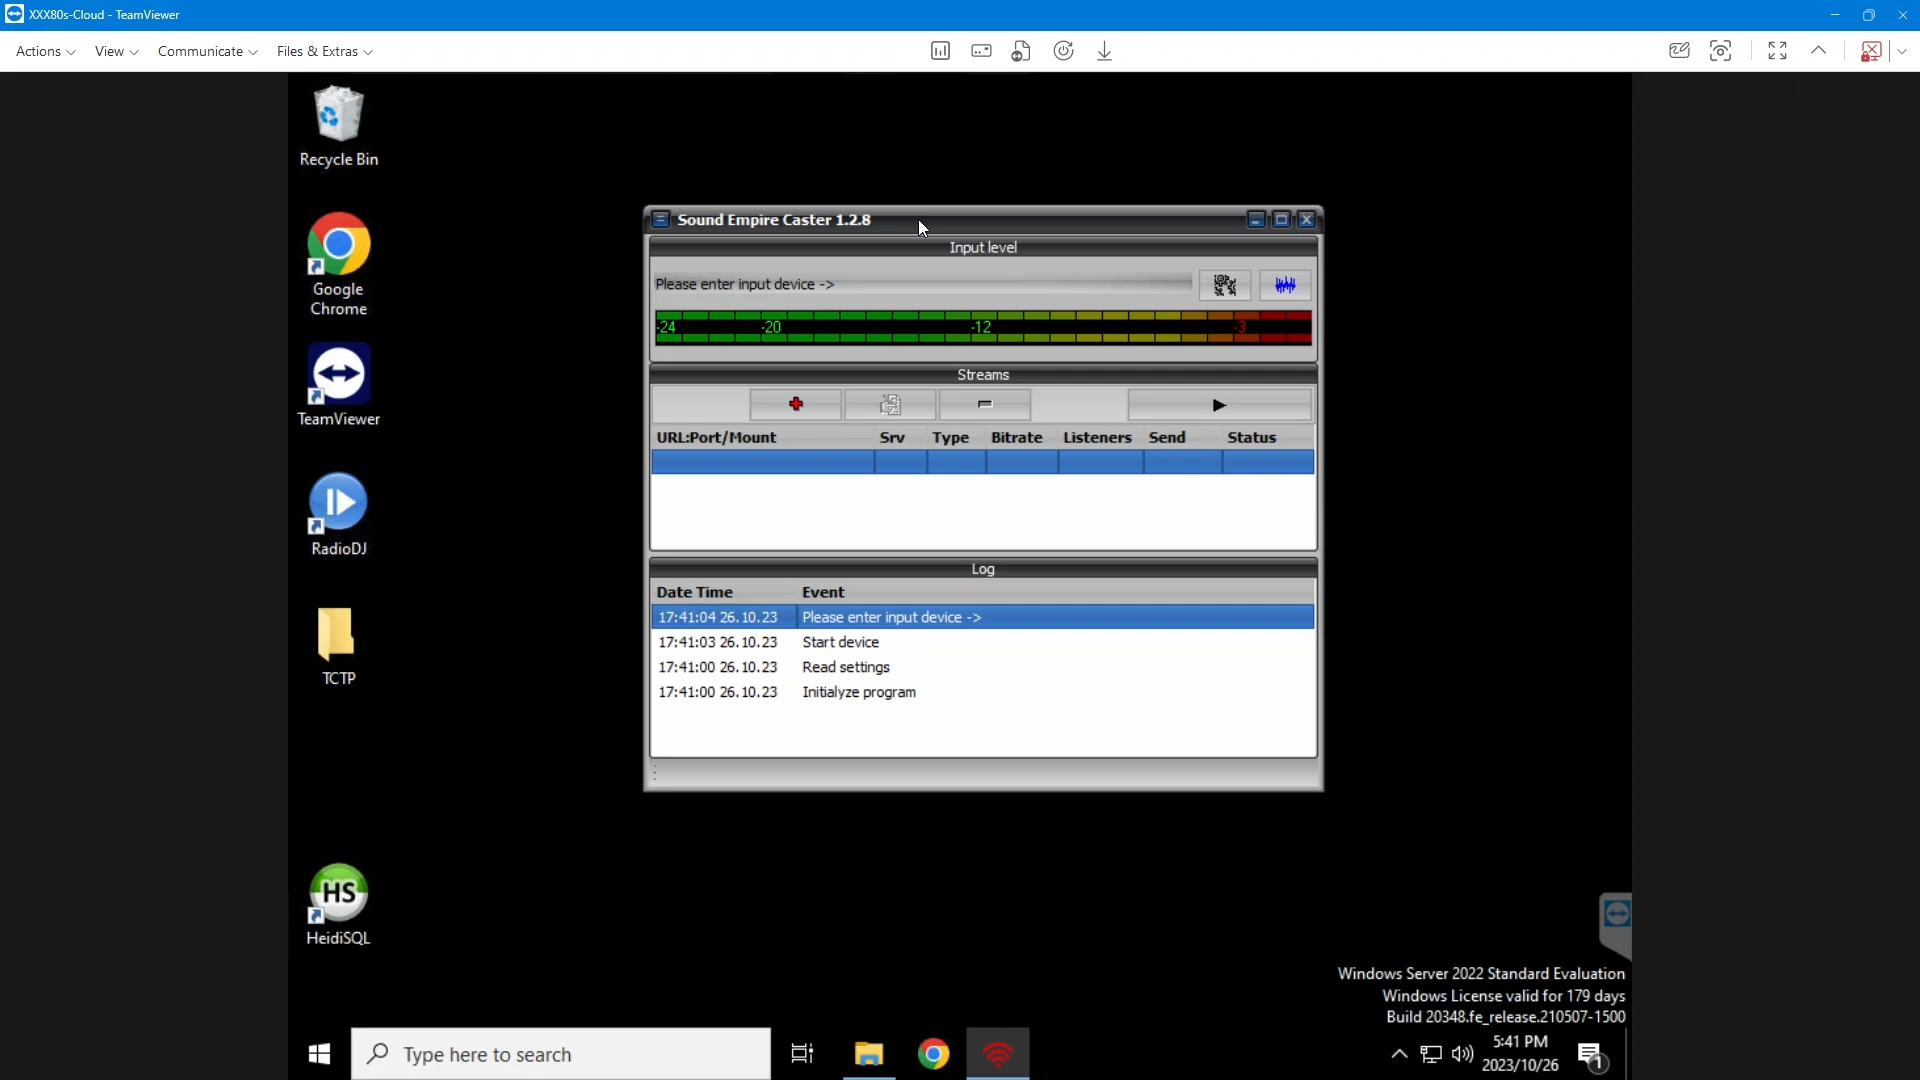 XXX80s-Cloud - TeamViewer
Actions View Communicate Files & Extras
Recycle Bin
Google
Chrome
TeamViewer
RadioDJ
TCTP
HS
HeidiSQL
Sound Empire Caster 1.2.8
Input level
Please enter input device ->
-24 -20 -12 -3
Streams
URL:Port/Mount Srv Type Bitrate Listeners Send Status
Log
Date Time Event
17:41:04 26.10.23 Please enter input device ->
17:41:03 26.10.23 Start device
17:41:00 26.10.23 Read settings
17:41:00 26.10.23 Initialyze program
Windows Server 2022 Standard Evaluation
Windows License valid for 179 days
Build 20348.fe_release.210507-1500
Type here to search
5:41 PM
2023/10/26
1